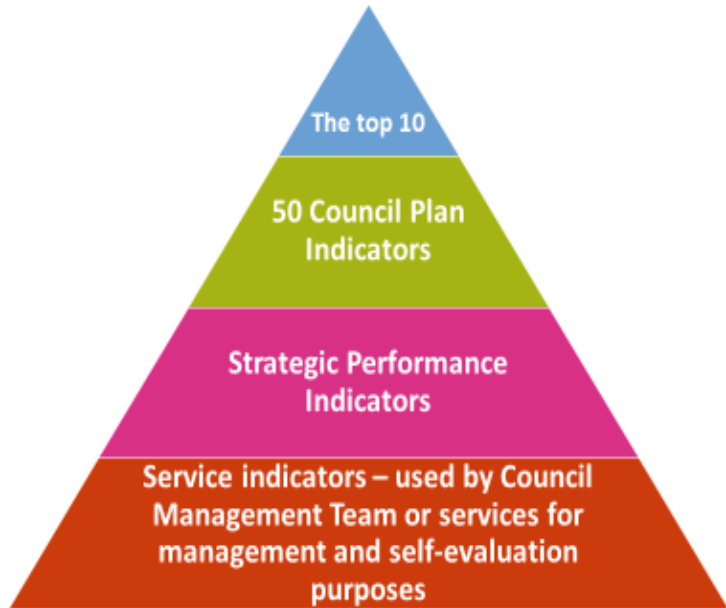 The top 10
50 Council Plan
Indicators
Strategic Performance
Indicators
Service indicators – used by Council
Management Team or services for
management and self-evaluation
purposes